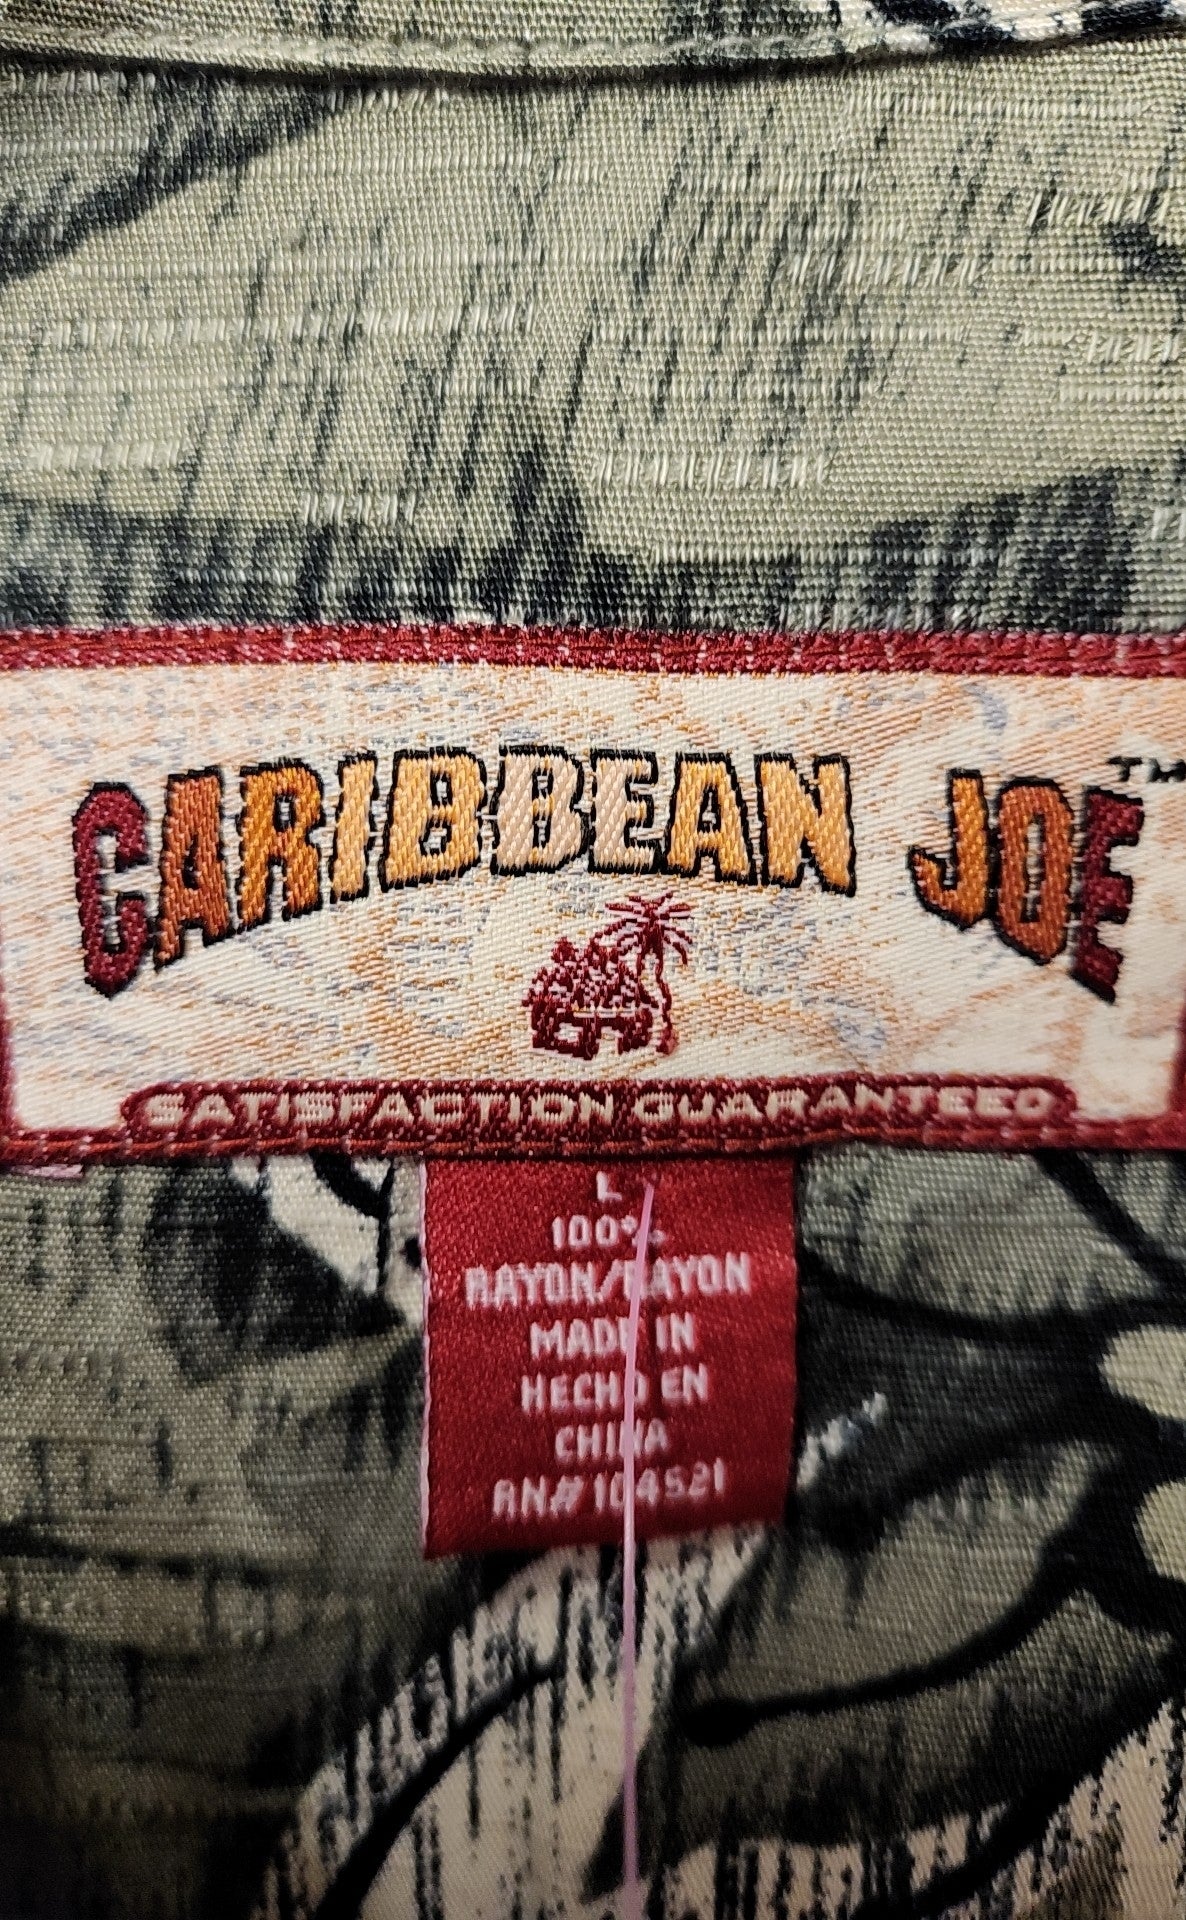 CARIBBEAN JOE™
SATISFACTION GUARANTEED
L
100%
RAYON/RAYON
MADE IN
HECHO EN
CHINA
RN# 104521